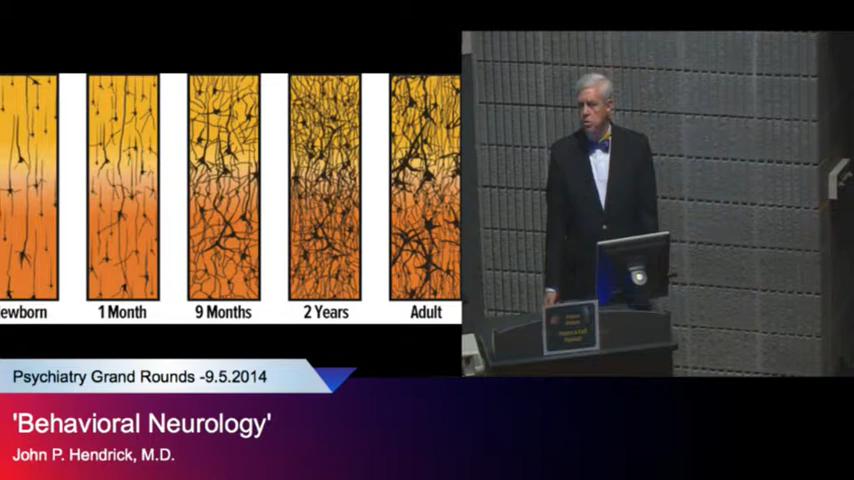 ewborn
1 Month
9 Months
2 Years
Adult
Psychiatry Grand Rounds -9.5.2014
'Behavioral Neurology'
John P. Hendrick, M.D.